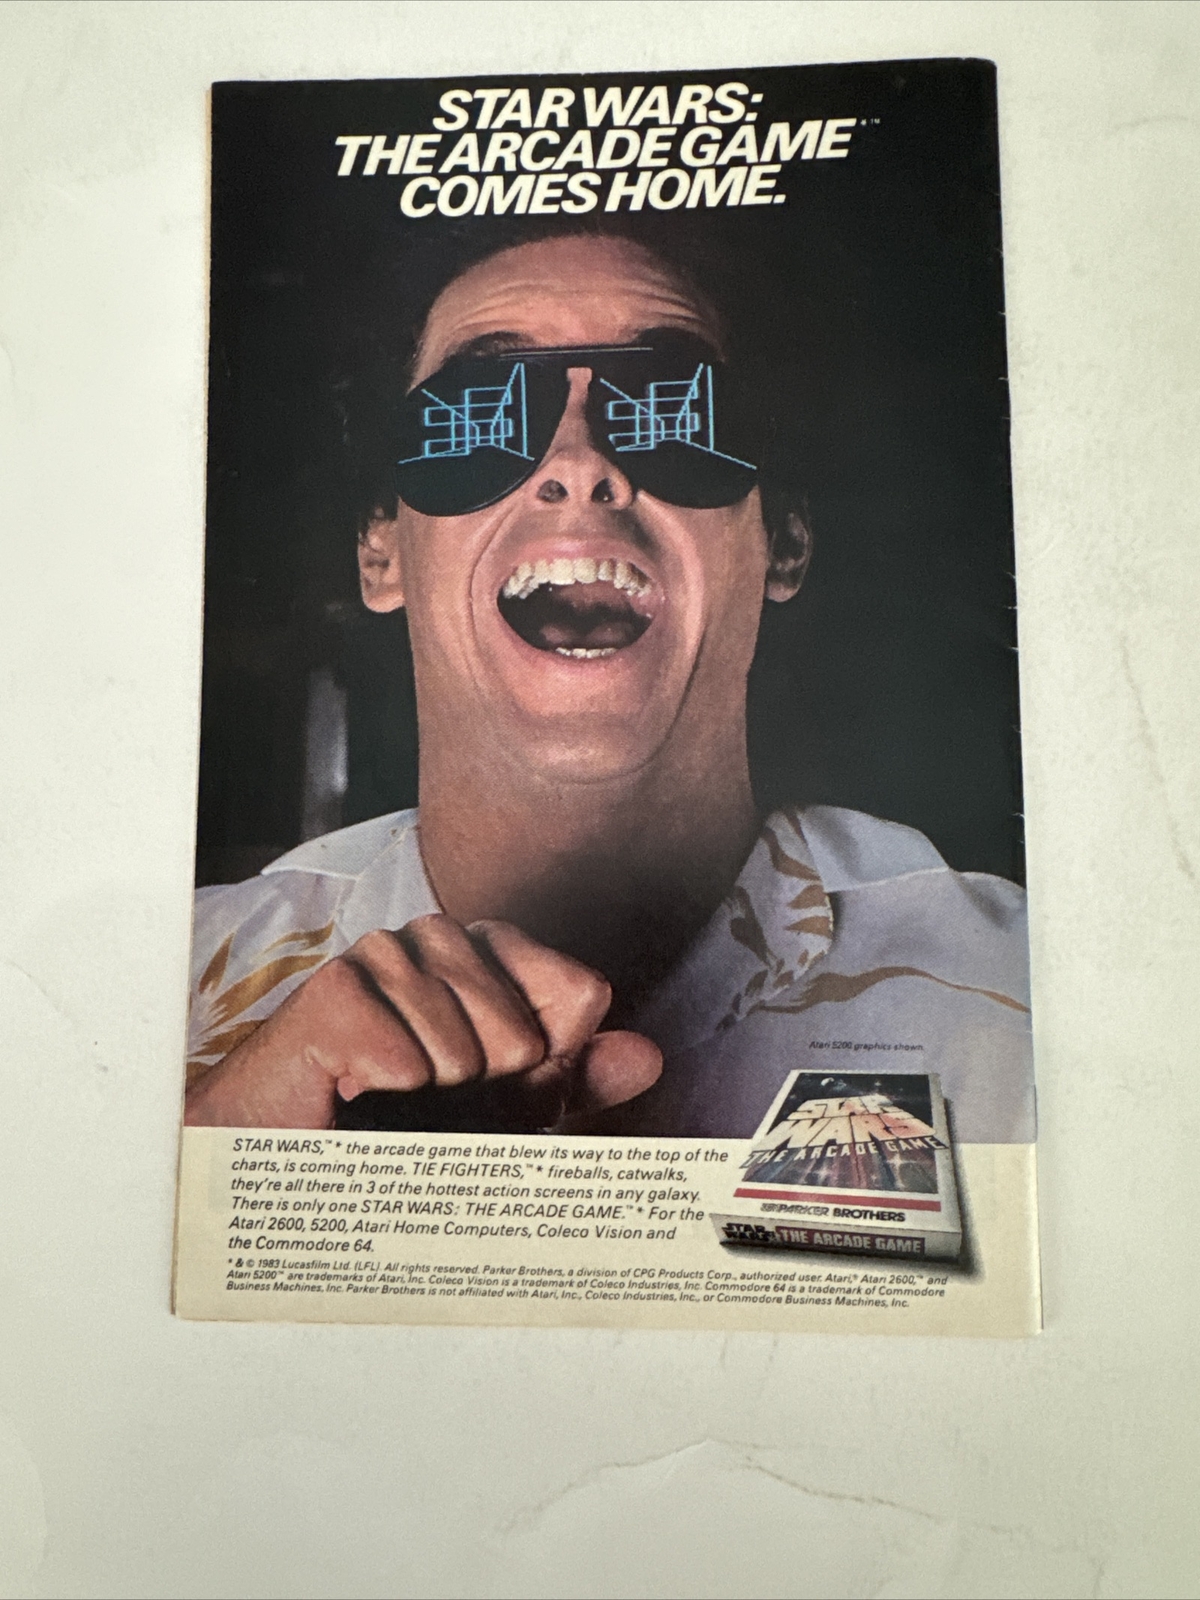 STAR WARS:
THE ARCADE GAME*™
COMES HOME.
Atari 5200 graphics shown.
STAR WARS,™* the arcade game that blew its way to the top of the
charts, is coming home. TIE FIGHTERS,™* fireballs, catwalks,
they're all there in 3 of the hottest action screens in any galaxy.
There is only one STAR WARS: THE ARCADE GAME.™* For the
Atari 2600, 5200, Atari Home Computers, Coleco Vision and
the Commodore 64.
STAR
WARS
THE ARCADE GAME
PARKER BROTHERS
STAR
WARS
THE ARCADE GAME
* & © 1983 Lucasfilm Ltd. (LFL). All rights reserved. Parker Brothers, a division of CPG Products Corp., authorized user. Atari,® Atari 2600,™ and
Atari 5200™ are trademarks of Atari, Inc. Coleco Vision is a trademark of Coleco Industries, Inc. Commodore 64 is a trademark of Commodore
Business Machines, Inc. Parker Brothers is not affiliated with Atari, Inc., Coleco Industries, Inc., or Commodore Business Machines, Inc.